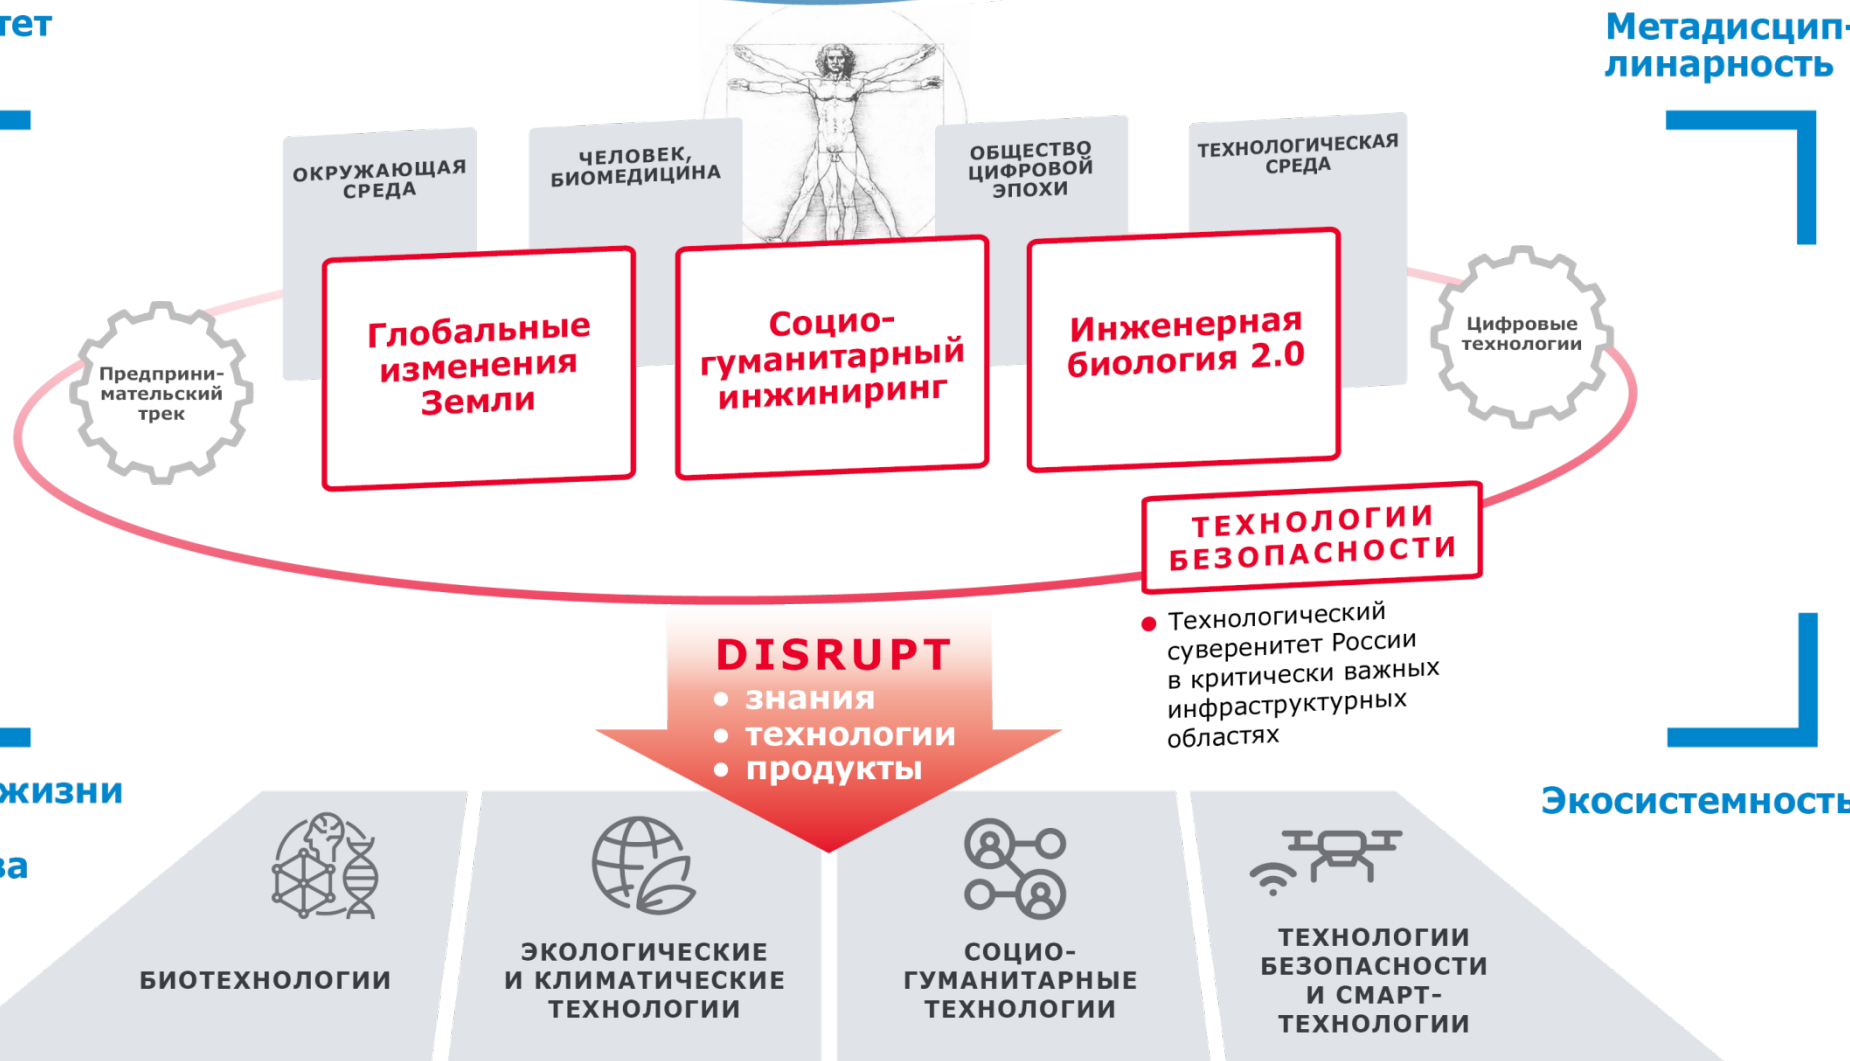 тет
Метадисцип-
линарность
ОКРУЖАЮЩАЯ
СРЕДА
ЧЕЛОВЕК,
БИОМЕДИЦИНА
ОБЩЕСТВО
ЦИФРОВОЙ
ЭПОХИ
ТЕХНОЛОГИЧЕСКАЯ
СРЕДА
Предприни-
мательский
трек
Глобальные
изменения
Земли
Социо-
гуманитарный
инжиниринг
Инженерная
биология 2.0
Цифровые
технологии
ТЕХНОЛОГИИ
БЕЗОПАСНОСТИ
• Технологический
суверенитет России
в критически важных
инфраструктурных
областях
DISRUPT
• знания
• технологии
• продукты
жизни
ва
Экосистемность
БИОТЕХНОЛОГИИ
ЭКОЛОГИЧЕСКИЕ
И КЛИМАТИЧЕСКИЕ
ТЕХНОЛОГИИ
СОЦИО-
ГУМАНИТАРНЫЕ
ТЕХНОЛОГИИ
ТЕХНОЛОГИИ
БЕЗОПАСНОСТИ
И СМАРТ-
ТЕХНОЛОГИИ